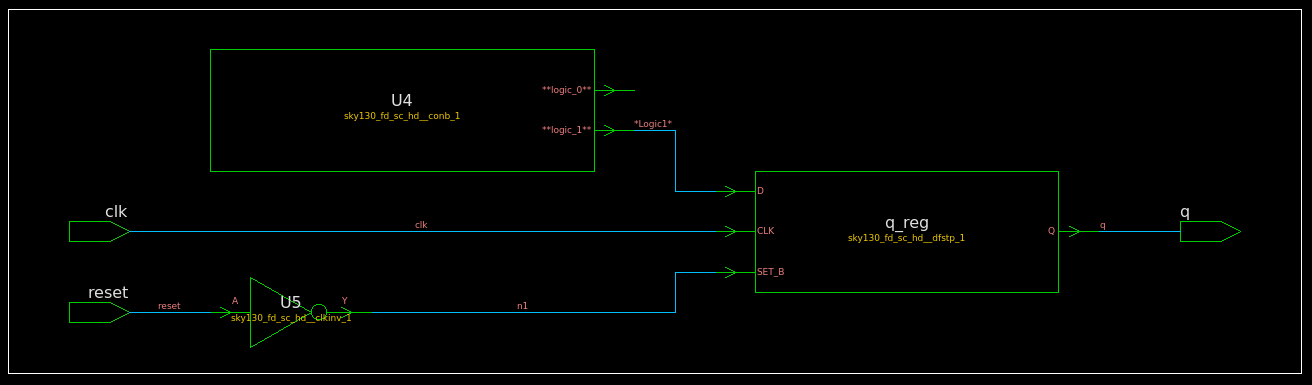 **logic_0**
U4
sky130_fd_sc_hd__conb_1
*Logic1*
**logic_1**
D
clk
q_reg
q
clk
CLK
sky130_fd_sc_hd__dfstp_1
Q
q
SET_B
reset
reset
A
U5
Y
n1
sky130_fd_sc_hd__clkinv_1